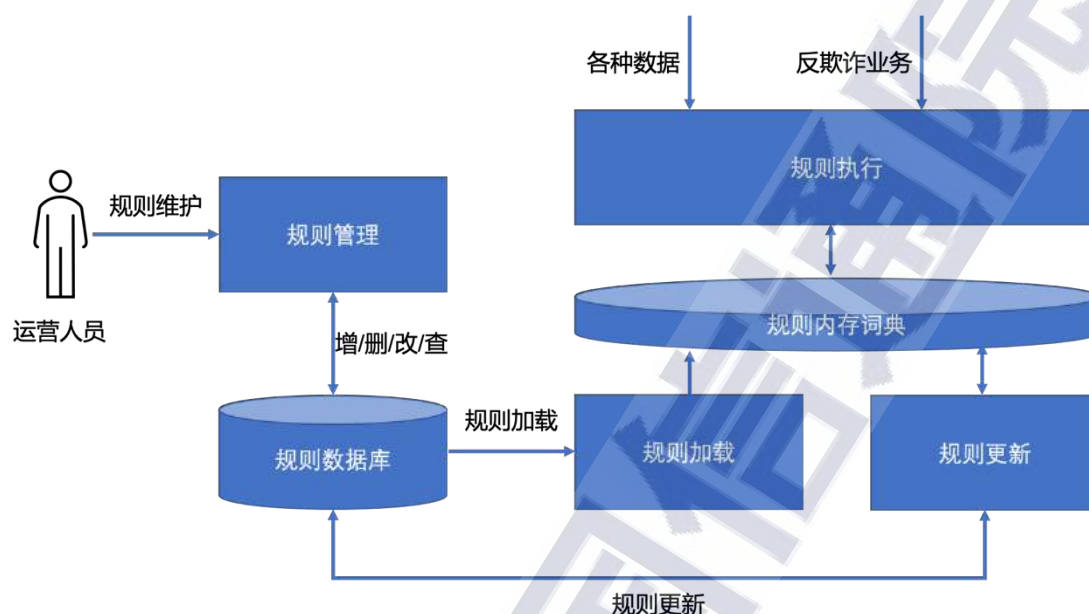 各种数据
反欺诈业务
规则执行
规则维护
规则管理
运营人员
规则内存词典
增/删/改/查
规则加载
规则数据库
规则加载
规则更新
规则更新